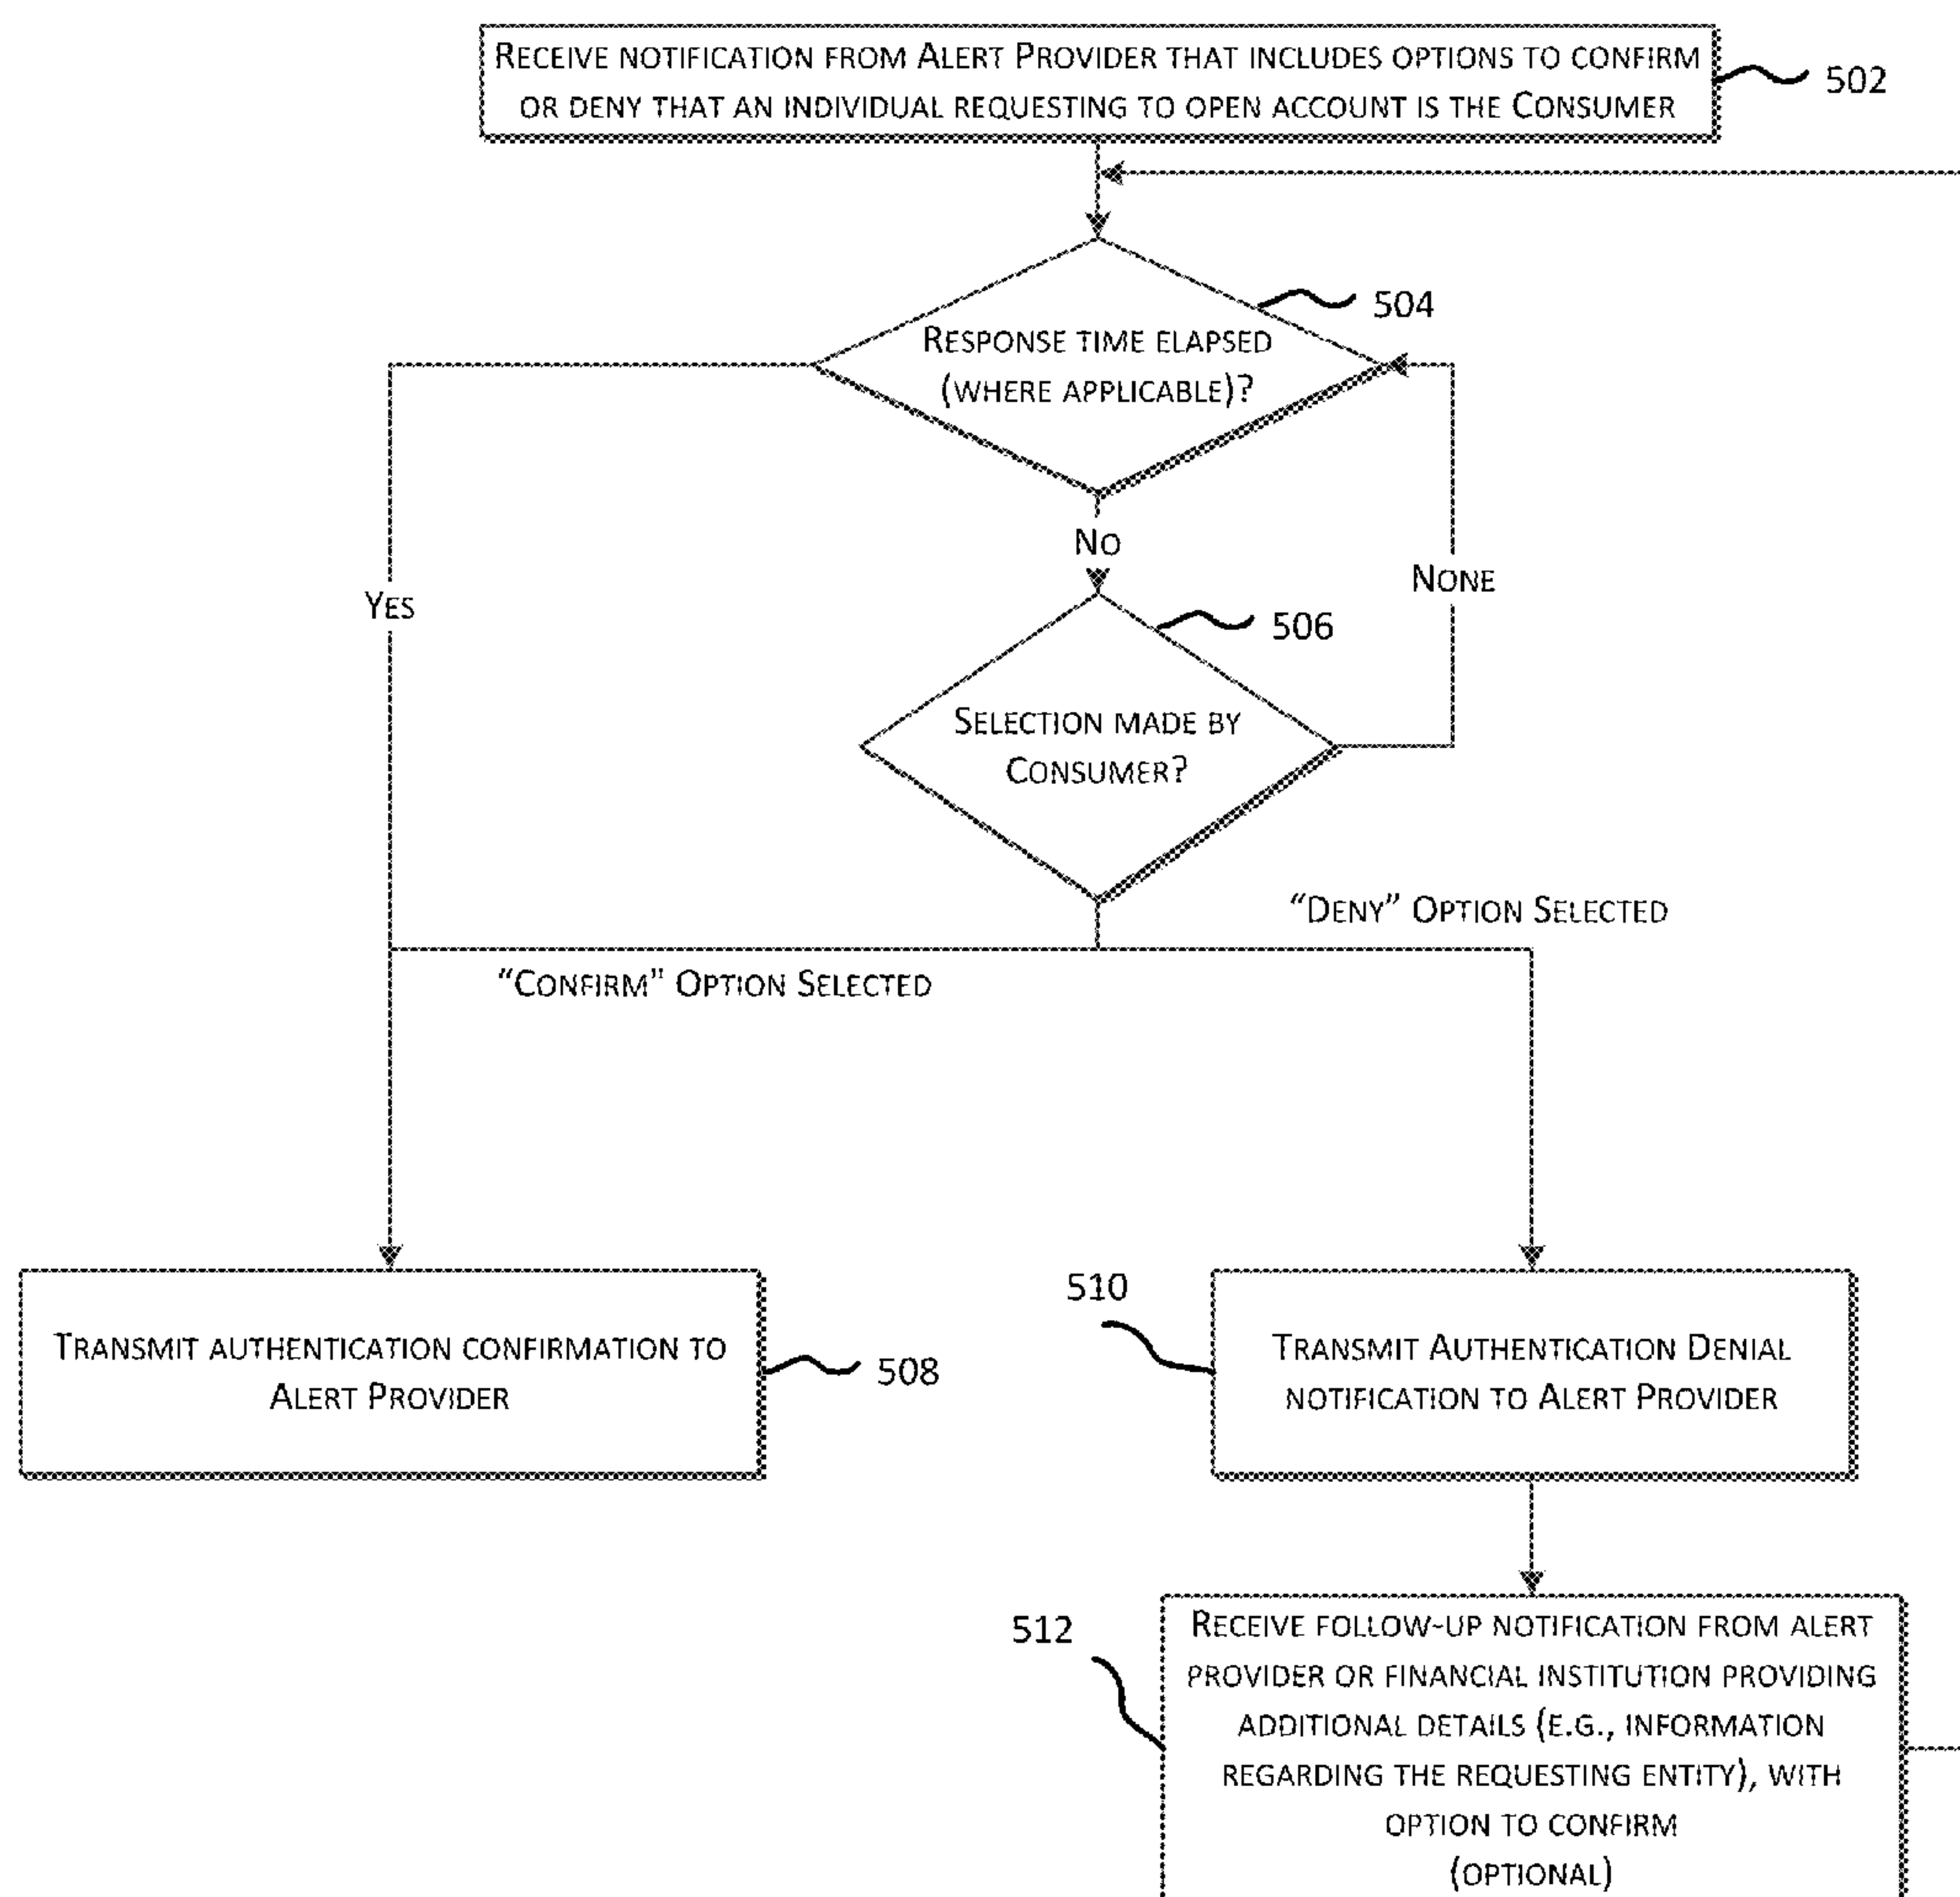 Receive notification from Alert Provider that includes options to confirm
or deny that an individual requesting to open account is the Consumer
502
504
Response time elapsed
(where applicable)?
No
None
Yes
506
Selection made by
Consumer?
"Deny" Option Selected
"Confirm" Option Selected
Transmit authentication confirmation to
Alert Provider
508
510
Transmit Authentication Denial
notification to Alert Provider
512
Receive follow-up notification from alert
provider or financial institution providing
additional details (e.g., information
regarding the requesting entity), with
option to confirm
(optional)